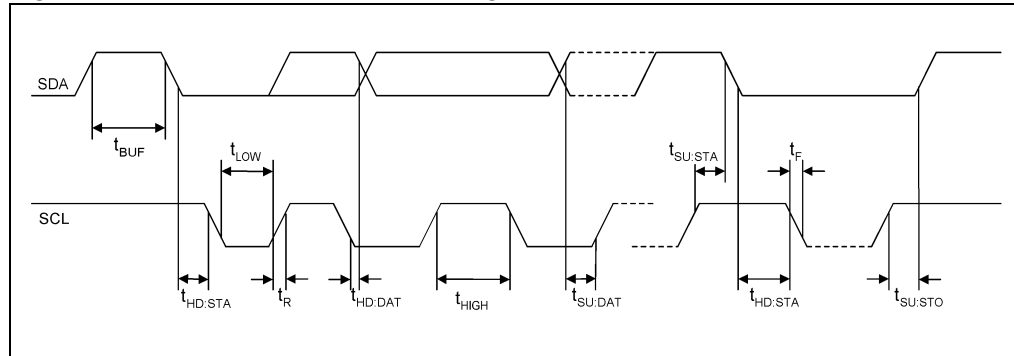 SDA
tBUF
tLOW
tSU:STA
tF
SCL
tHD:STA
tR
tHD:DAT
tHIGH
tSU:DAT
tHD:STA
tSU:STO